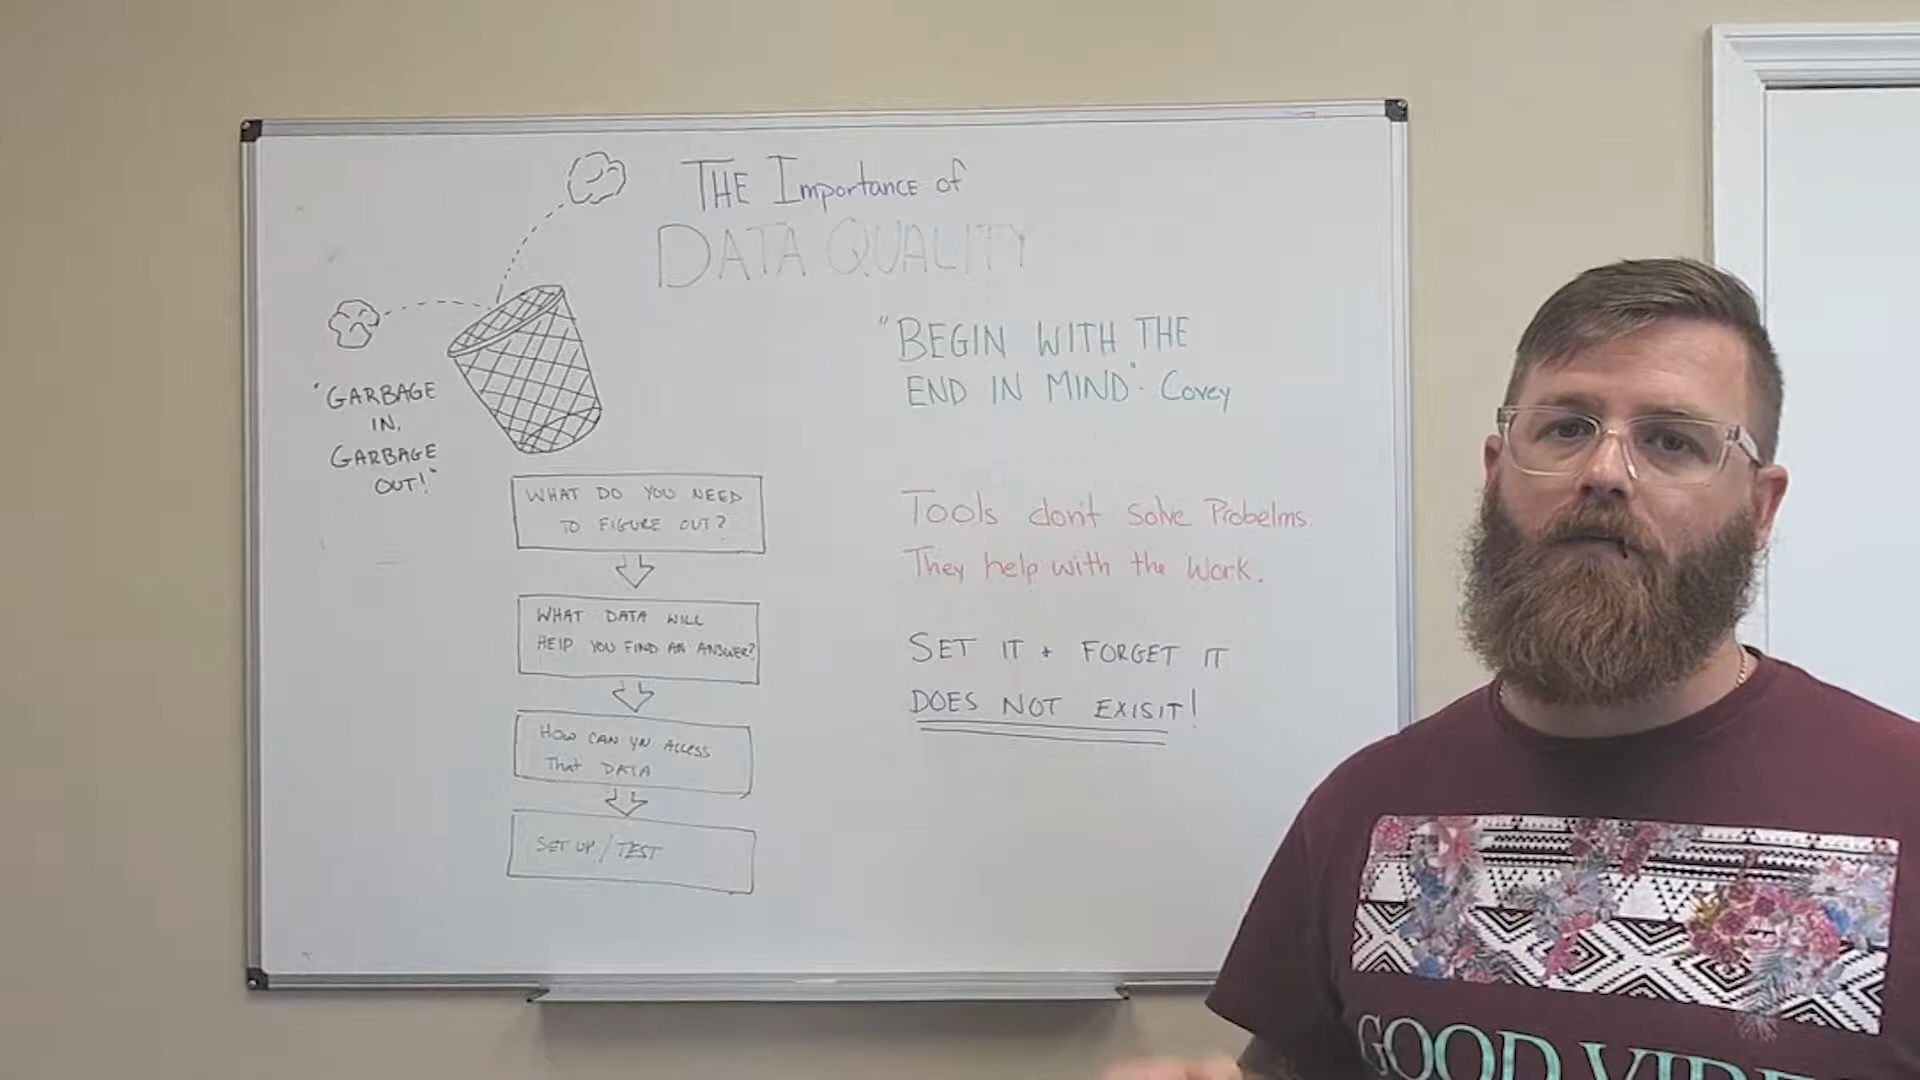 THE Importance of
DATA QUALITY
"GARBAGE
IN,
GARBAGE
OUT!"
"BEGIN WITH THE
END IN MIND"- Covey
WHAT DO YOU NEED
TO FIGURE OUT?
WHAT DATA WILL
HELP YOU FIND AN ANSWER?
HOW CAN YOU ACCESS
That DATA
SET UP / TEST
Tools don't Solve Probelms.
They help with the Work.
SET IT + FORGET IT
DOES NOT EXISIT!
GOOD VIBE